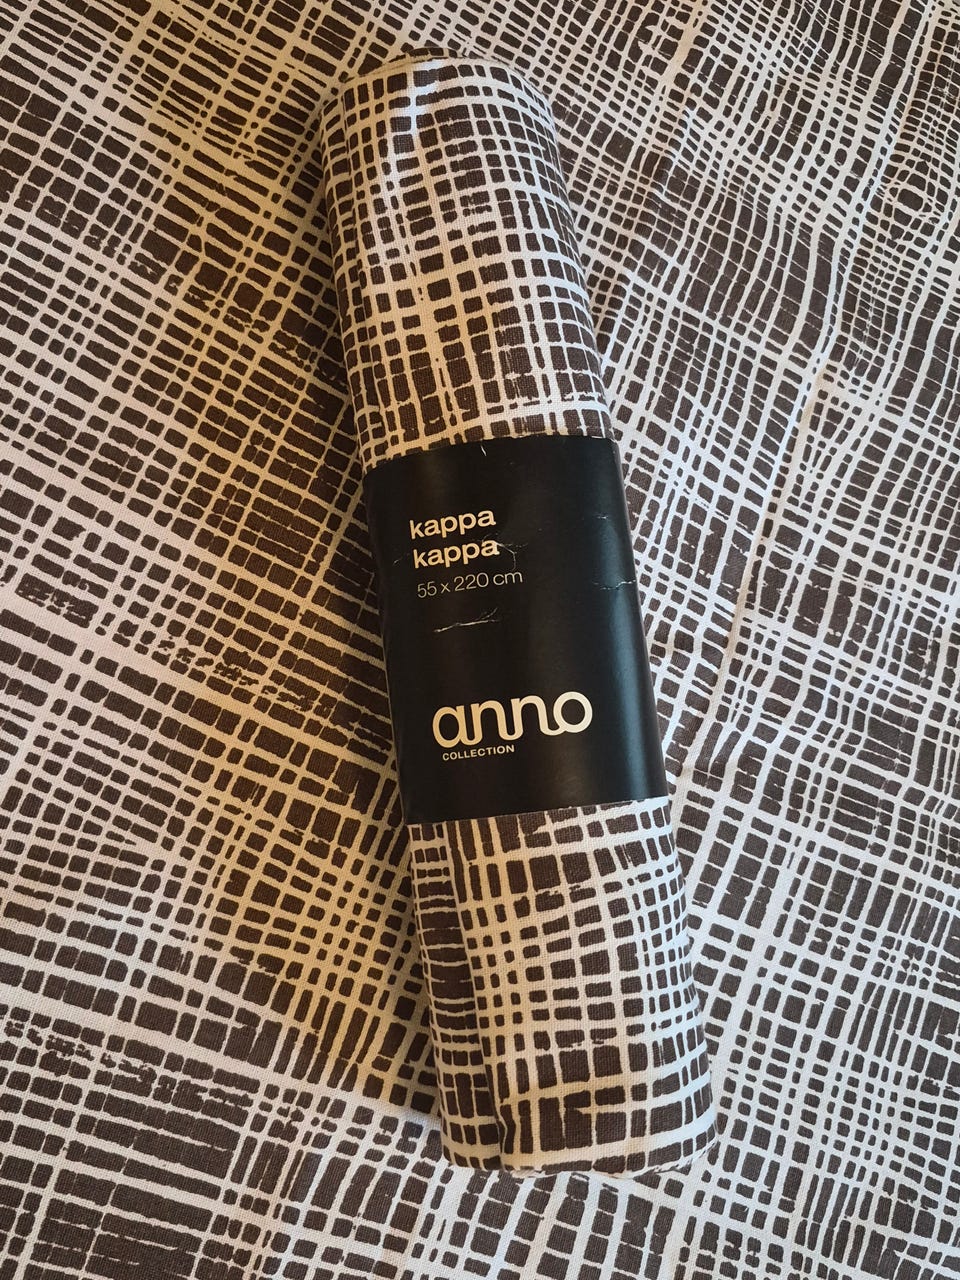 kappa
kappa
55 x 220 cm
anno
COLLECTION